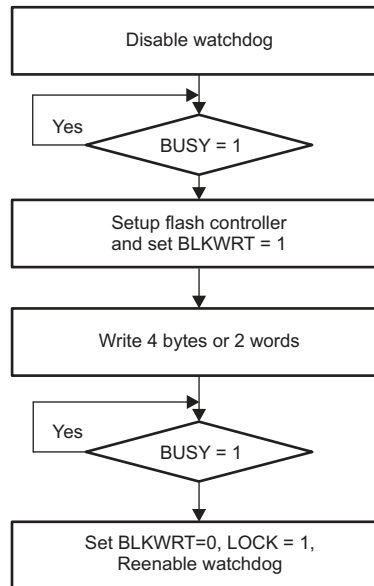 Disable watchdog
Yes
BUSY = 1
Setup flash controller
and set BLKWRT = 1
Write 4 bytes or 2 words
Yes
BUSY = 1
Set BLKWRT=0, LOCK = 1,
Reenable watchdog